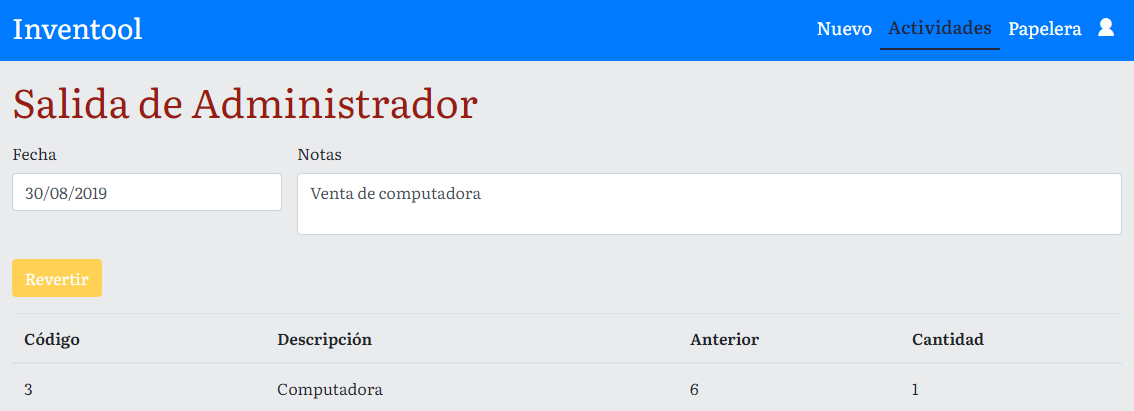 Inventool Nuevo Actividades Papelera
Salida de Administrador
Fecha Notas
30/08/2019 Venta de computadora
Revertir
Código Descripción Anterior Cantidad
3 Computadora 6 1